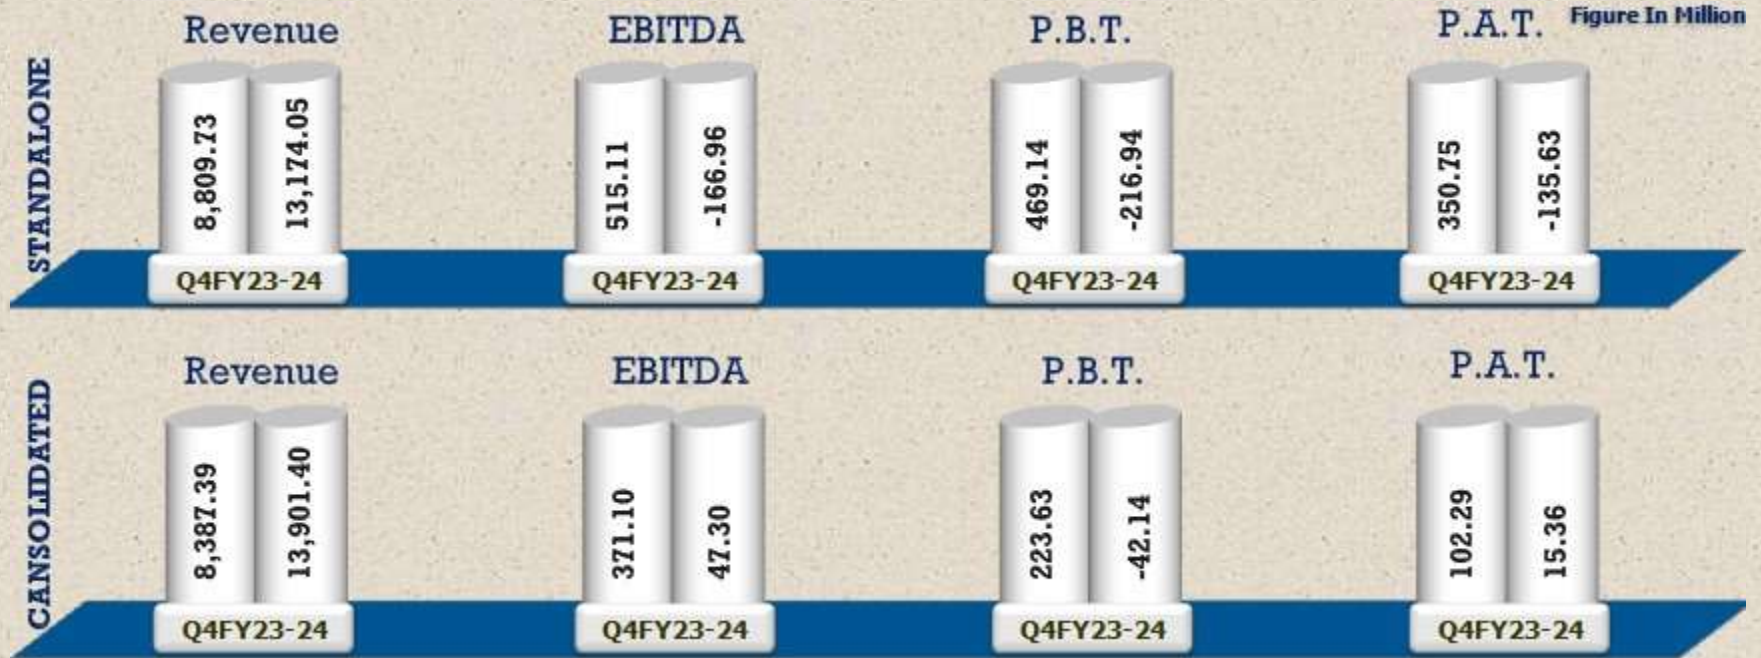 Revenue
EBITDA
P.B.T.
P.A.T.
Figure In Million
STANDALONE
8,809.73
13,174.05
515.11
-166.96
469.14
-216.94
350.75
-135.63
Q4FY23-24
Q4FY23-24
Q4FY23-24
Q4FY23-24
Revenue
EBITDA
P.B.T.
P.A.T.
CANSOLIDATED
8,387.39
13,901.40
371.10
47.30
223.63
-42.14
102.29
15.36
Q4FY23-24
Q4FY23-24
Q4FY23-24
Q4FY23-24